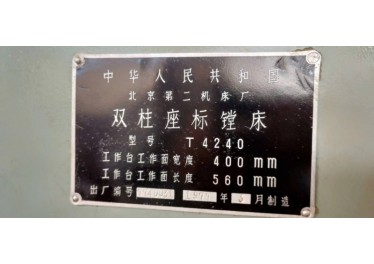 中华人民共和国
北京第二机床厂
双柱座标镗床
型号 T4240
工作台工作面宽度 400 mm
工作台工作面长度 560 mm
出厂编号 年 月制造